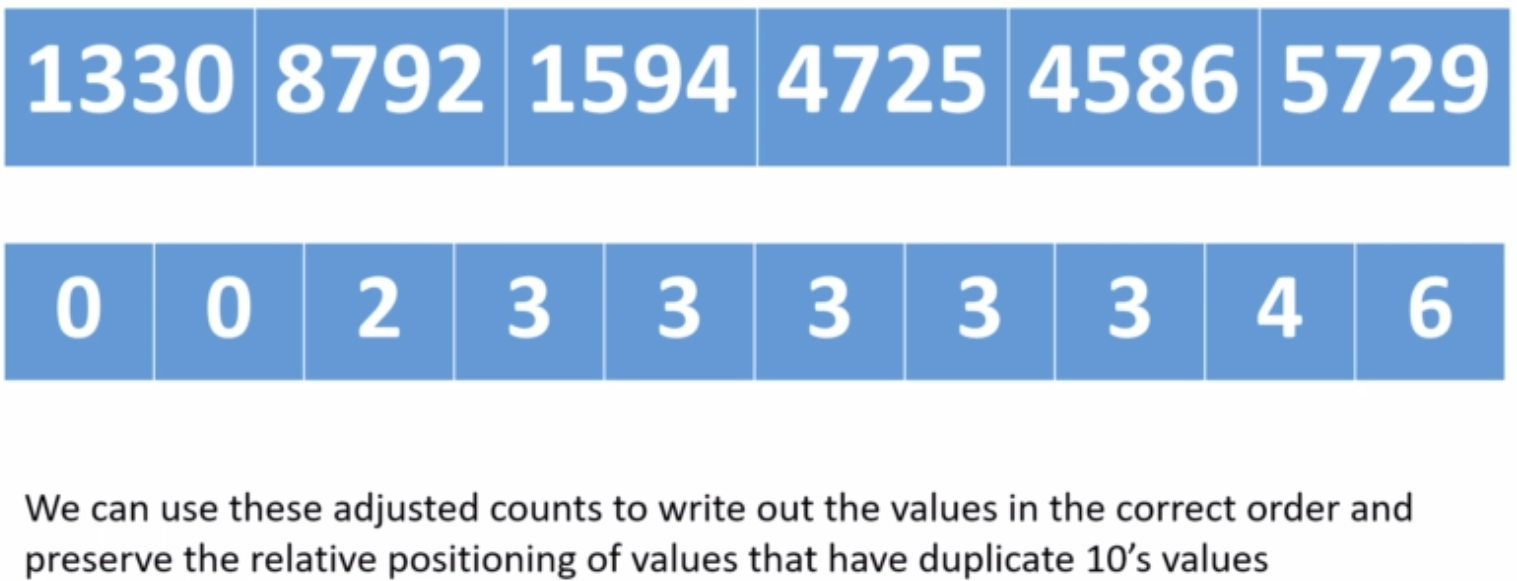 1330 8792 1594 4725 4586 5729
0 0 2 3 3 3 3 3 4 6
We can use these adjusted counts to write out the values in the correct order and
preserve the relative positioning of values that have duplicate 10’s values